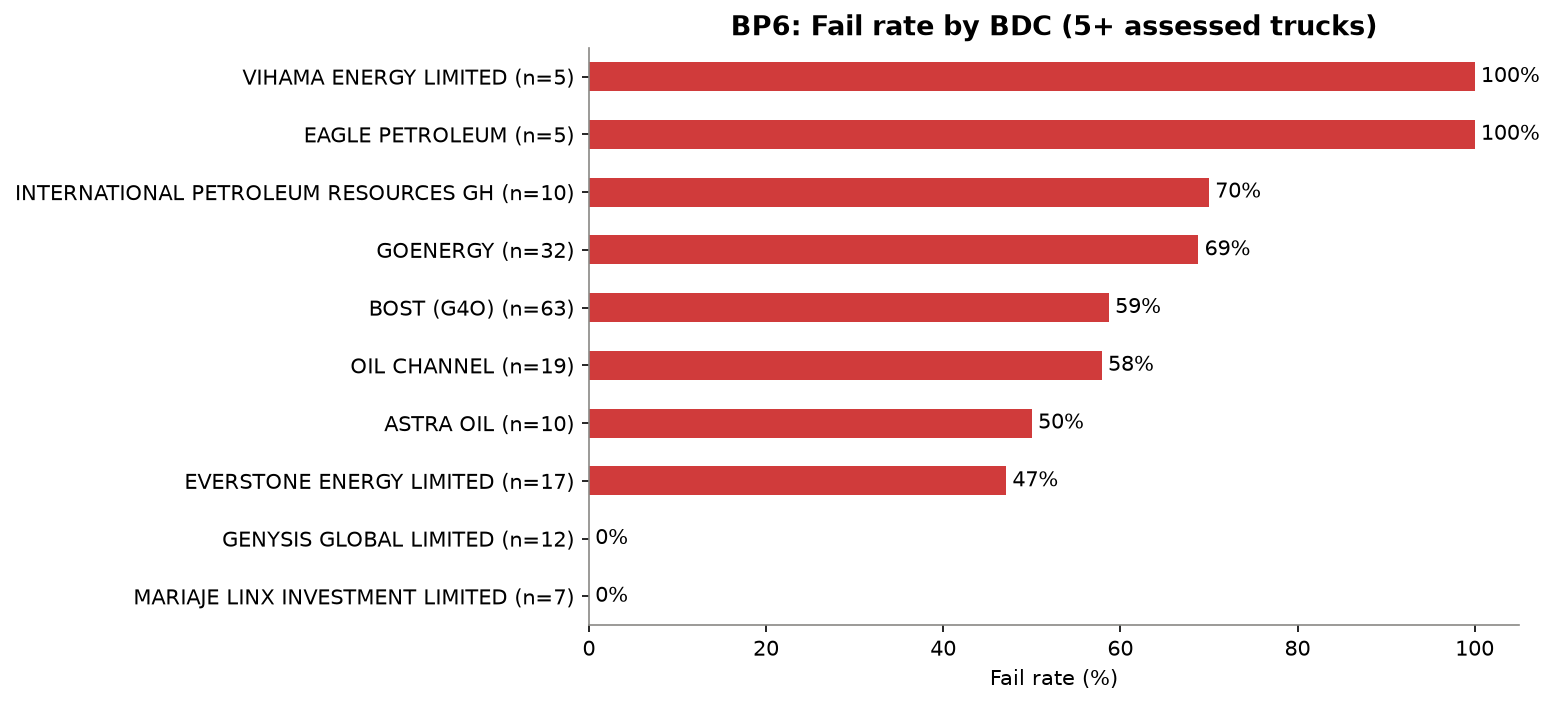 BP6: Fail rate by BDC (5+ assessed trucks)
VIHAMA ENERGY LIMITED (n=5) 100%
EAGLE PETROLEUM (n=5) 100%
INTERNATIONAL PETROLEUM RESOURCES GH (n=10) 70%
GOENERGY (n=32) 69%
BOST (G4O) (n=63) 59%
OIL CHANNEL (n=19) 58%
ASTRA OIL (n=10) 50%
EVERSTONE ENERGY LIMITED (n=17) 47%
GENYSIS GLOBAL LIMITED (n=12) 0%
MARIAJE LINX INVESTMENT LIMITED (n=7) 0%
0 20 40 60 80 100
Fail rate (%)